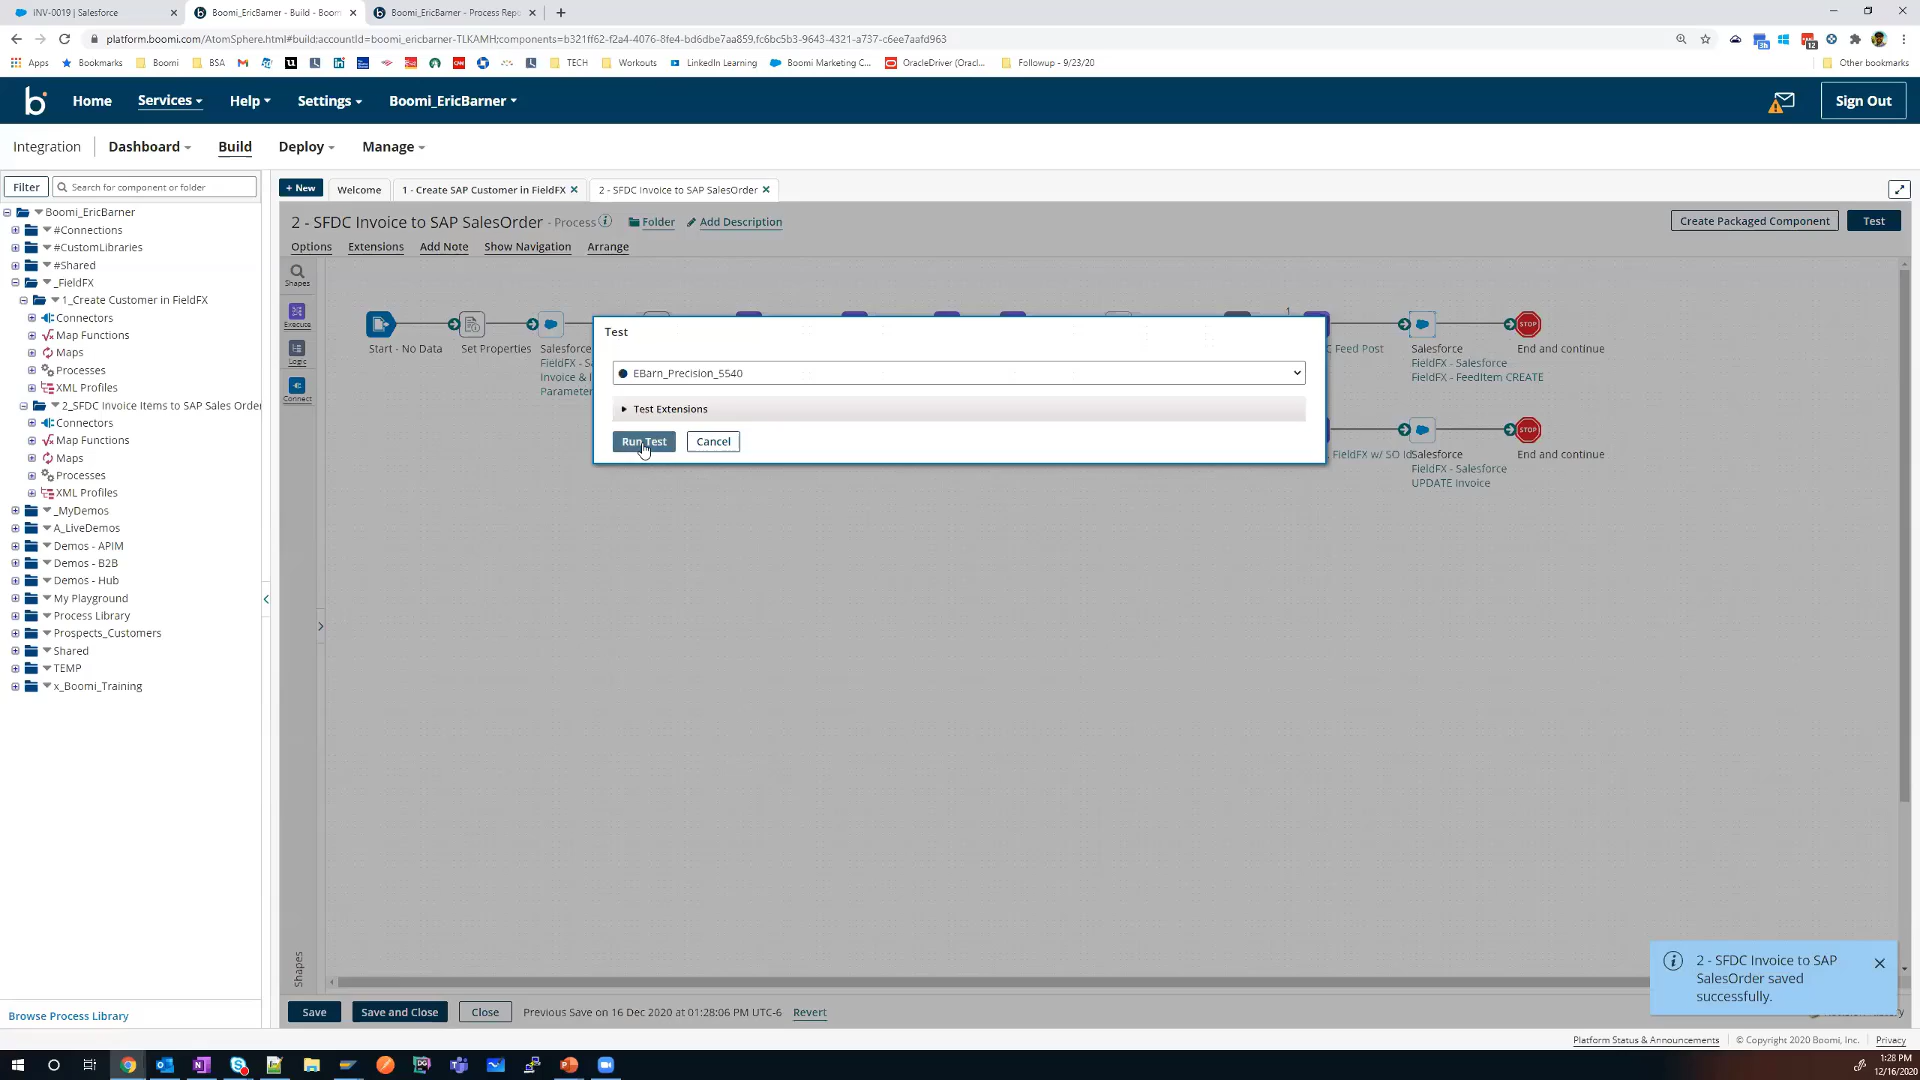 INV-0019 | Salesforce
Boomi_EricBarner - Build - Boom
Boomi_EricBarner - Process Repo
platform.boomi.com/AtomSphere.html#build;accountId=boomi_ericbarner-TLKAMH;components=b321ff62-f2a4-4076-8fe4-bd6dbe7aa859,fc6bc5b3-9643-4321-a737-c6ee7aafd963
Apps
Bookmarks
Boomi
BSA
TECH
Workouts
LinkedIn Learning
Boomi Marketing C...
OracleDriver (Oracl...
Followup - 9/23/20
Other bookmarks
Home
Services
Help
Settings
Boomi_EricBarner
Sign Out
Integration
Dashboard
Build
Deploy
Manage
Filter
Search for component or folder
Boomi_EricBarner
#Connections
#CustomLibraries
#Shared
_FieldFX
1_Create Customer in FieldFX
Connectors
Map Functions
Maps
Processes
XML Profiles
2_SFDC Invoice Items to SAP Sales Order
Connectors
Map Functions
Maps
Processes
XML Profiles
_MyDemos
A_LiveDemos
Demos - APIM
Demos - B2B
Demos - Hub
My Playground
Process Library
Prospects_Customers
Shared
TEMP
x_Boomi_Training
Browse Process Library
+ New
Welcome
1 - Create SAP Customer in FieldFX
2 - SFDC Invoice to SAP SalesOrder
2 - SFDC Invoice to SAP SalesOrder - Process
Folder
Add Description
Create Packaged Component
Test
Options
Extensions
Add Note
Show Navigation
Arrange
Shapes
Execute
Logic
Connect
Start - No Data
Set Properties
Salesforce
FieldFX - S
Invoice &
Parameter
Test
EBarn_Precision_5540
Test Extensions
Run Test
Cancel
1
C Feed Post
Salesforce
FieldFX - Salesforce
FieldFX - FeedItem CREATE
STOP
End and continue
FieldFX w/ SO Id
Salesforce
FieldFX - Salesforce
UPDATE Invoice
STOP
End and continue
Shapes
2 - SFDC Invoice to SAP
SalesOrder saved
successfully.
Save
Save and Close
Close
Previous Save on 16 Dec 2020 at 01:28:06 PM UTC-6
Revert
Platform Status & Announcements
© Copyright 2020 Boomi, Inc.
Privacy
1:28 PM
12/16/2020